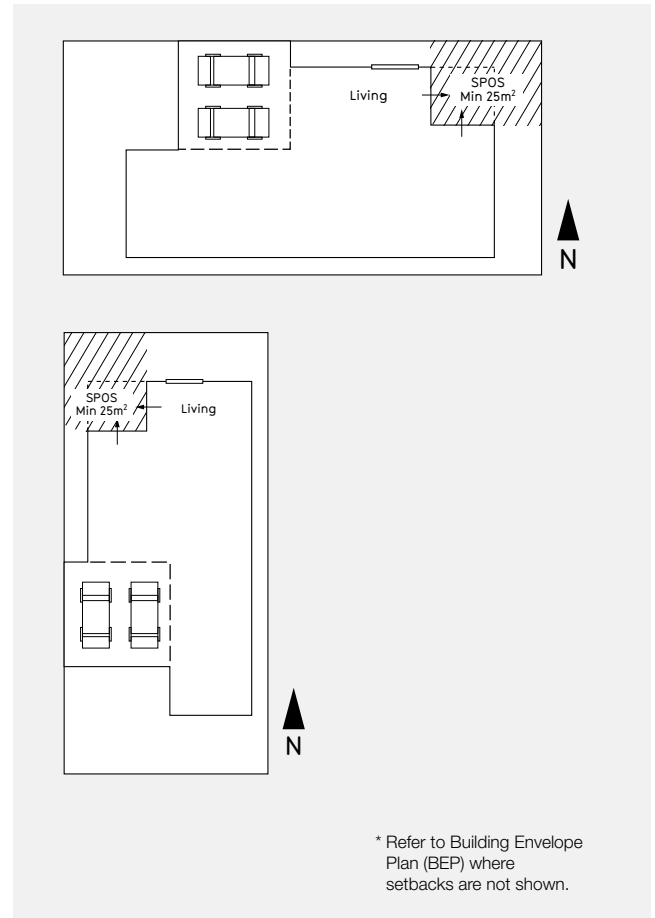 Living
SPOS
Min 25m²
N
SPOS
Min 25m²
Living
N
* Refer to Building Envelope
Plan (BEP) where
setbacks are not shown.